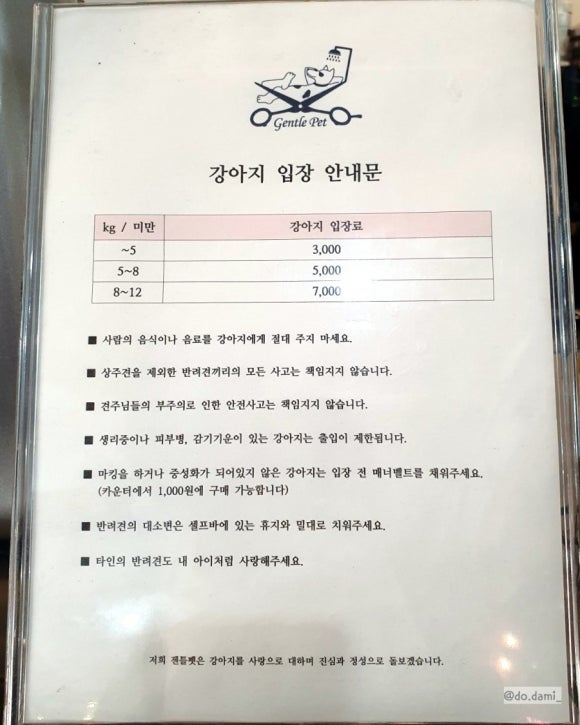 Gentle Pet
강아지 입장 안내문
kg / 미만 강아지 입장료
~5 3,000
5~8 5,000
8~12 7,000
■ 사람의 음식이나 음료를 강아지에게 절대 주지 마세요.
■ 상주견을 제외한 반려견끼리의 모든 사고는 책임지지 않습니다.
■ 견주님들의 부주의로 인한 안전사고는 책임지지 않습니다.
■ 생리중이나 피부병, 감기기운이 있는 강아지는 출입이 제한됩니다.
■ 마킹을 하거나 중성화가 되어있지 않은 강아지는 입장 전 매너벨트를 채워주세요.
(카운터에서 1,000원에 구매 가능합니다)
■ 반려견의 대소변은 셀프바에 있는 휴지와 밀대로 치워주세요.
■ 타인의 반려견도 내 아이처럼 사랑해주세요.
저희 젠틀펫은 강아지를 사랑으로 대하며 진심과 정성으로 돌보겠습니다.
@do.dami_